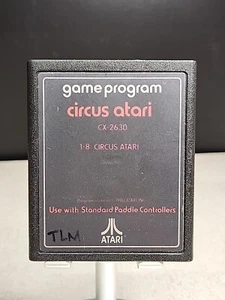 game program
circus atari
CX-2630
1-8 CIRCUS ATARI
Use with Standard Paddle Controllers
TLM
ATARI